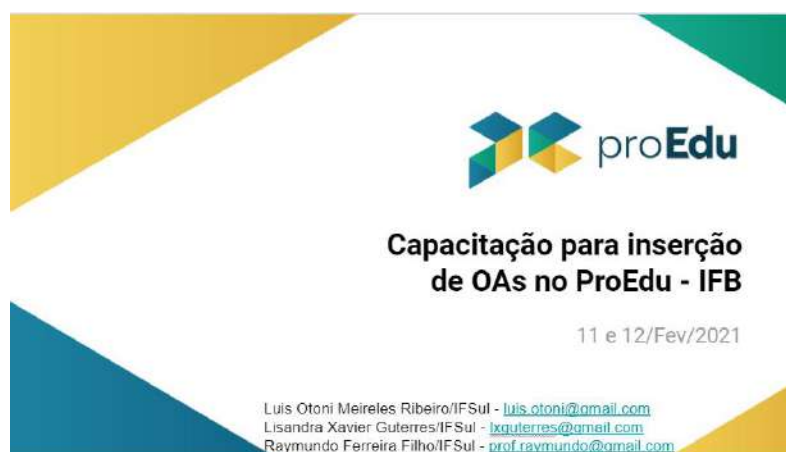 proEdu
Capacitação para inserção
de OAs no ProEdu - IFB
11 e 12/Fev/2021
Luis Otoni Meireles Ribeiro/IFSul - luis.otoni@gmail.com
Lisandra Xavier Guterres/IFSul - lxguterres@gmail.com
Raymundo Ferreira Filho/IFSul - prof.raymundo@gmail.com